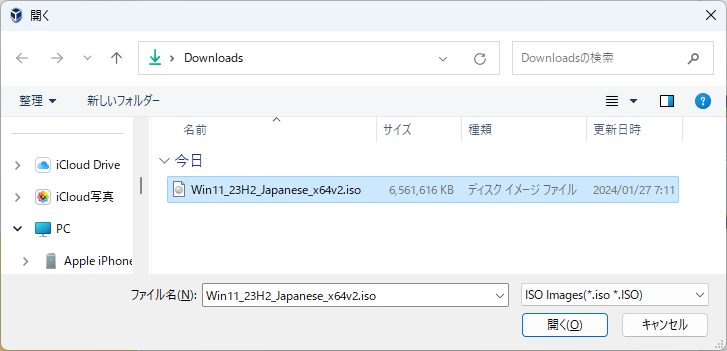 開く
Downloads
Downloadsの検索
整理
新しいフォルダー
名前
サイズ
種類
更新日時
今日
Win11_23H2_Japanese_x64v2.iso
6,561,616 KB
ディスク イメージ ファイル
2024/01/27 7:11
iCloud Drive
iCloud写真
PC
Apple iPhone
ファイル名(N):
Win11_23H2_Japanese_x64v2.iso
ISO Images(*.iso *.ISO)
開く(O)
キャンセル